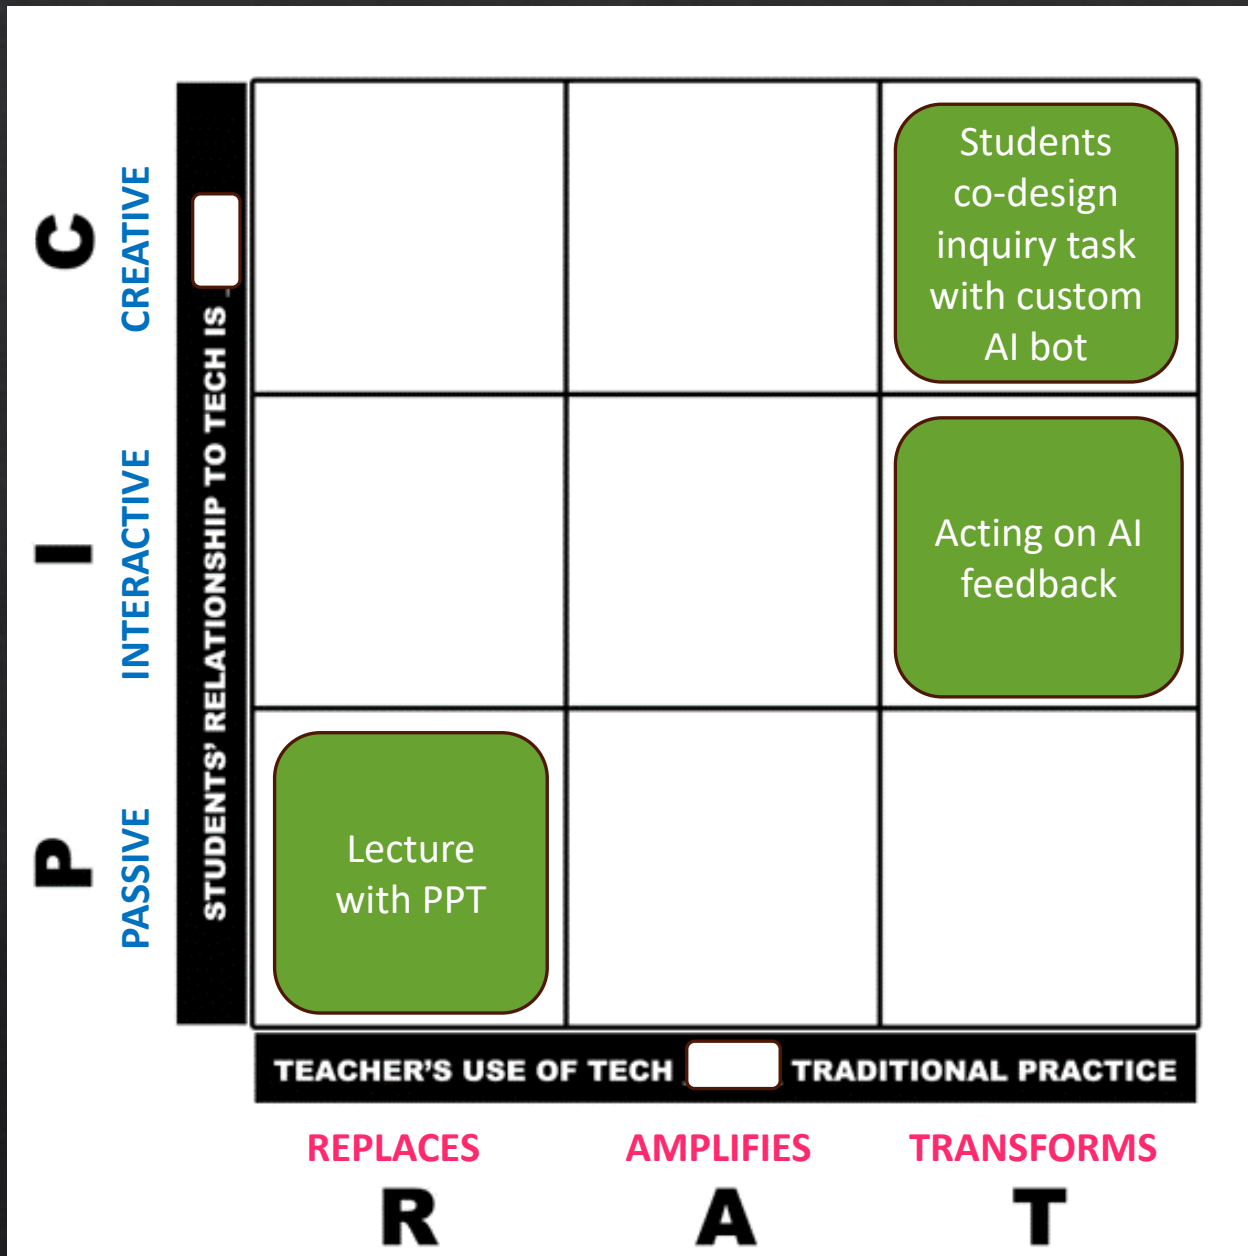 C
CREATIVE
I
INTERACTIVE
P
PASSIVE
STUDENTS’ RELATIONSHIP TO TECH IS _
Students
co-design
inquiry task
with custom
AI bot
Acting on AI
feedback
Lecture
with PPT
TEACHER’S USE OF TECH TRADITIONAL PRACTICE
REPLACES
AMPLIFIES
TRANSFORMS
R
A
T